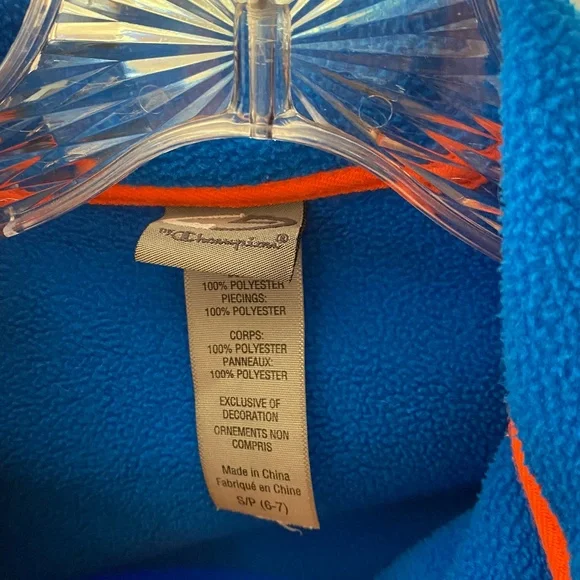 Champion®
100% POLYESTER
PIECINGS:
100% POLYESTER
CORPS:
100% POLYESTER
PANNEAUX:
100% POLYESTER
EXCLUSIVE OF
DECORATION
ORNEMENTS NON
COMPRIS
Made in China
Fabriqué en Chine
S/P (6-7)